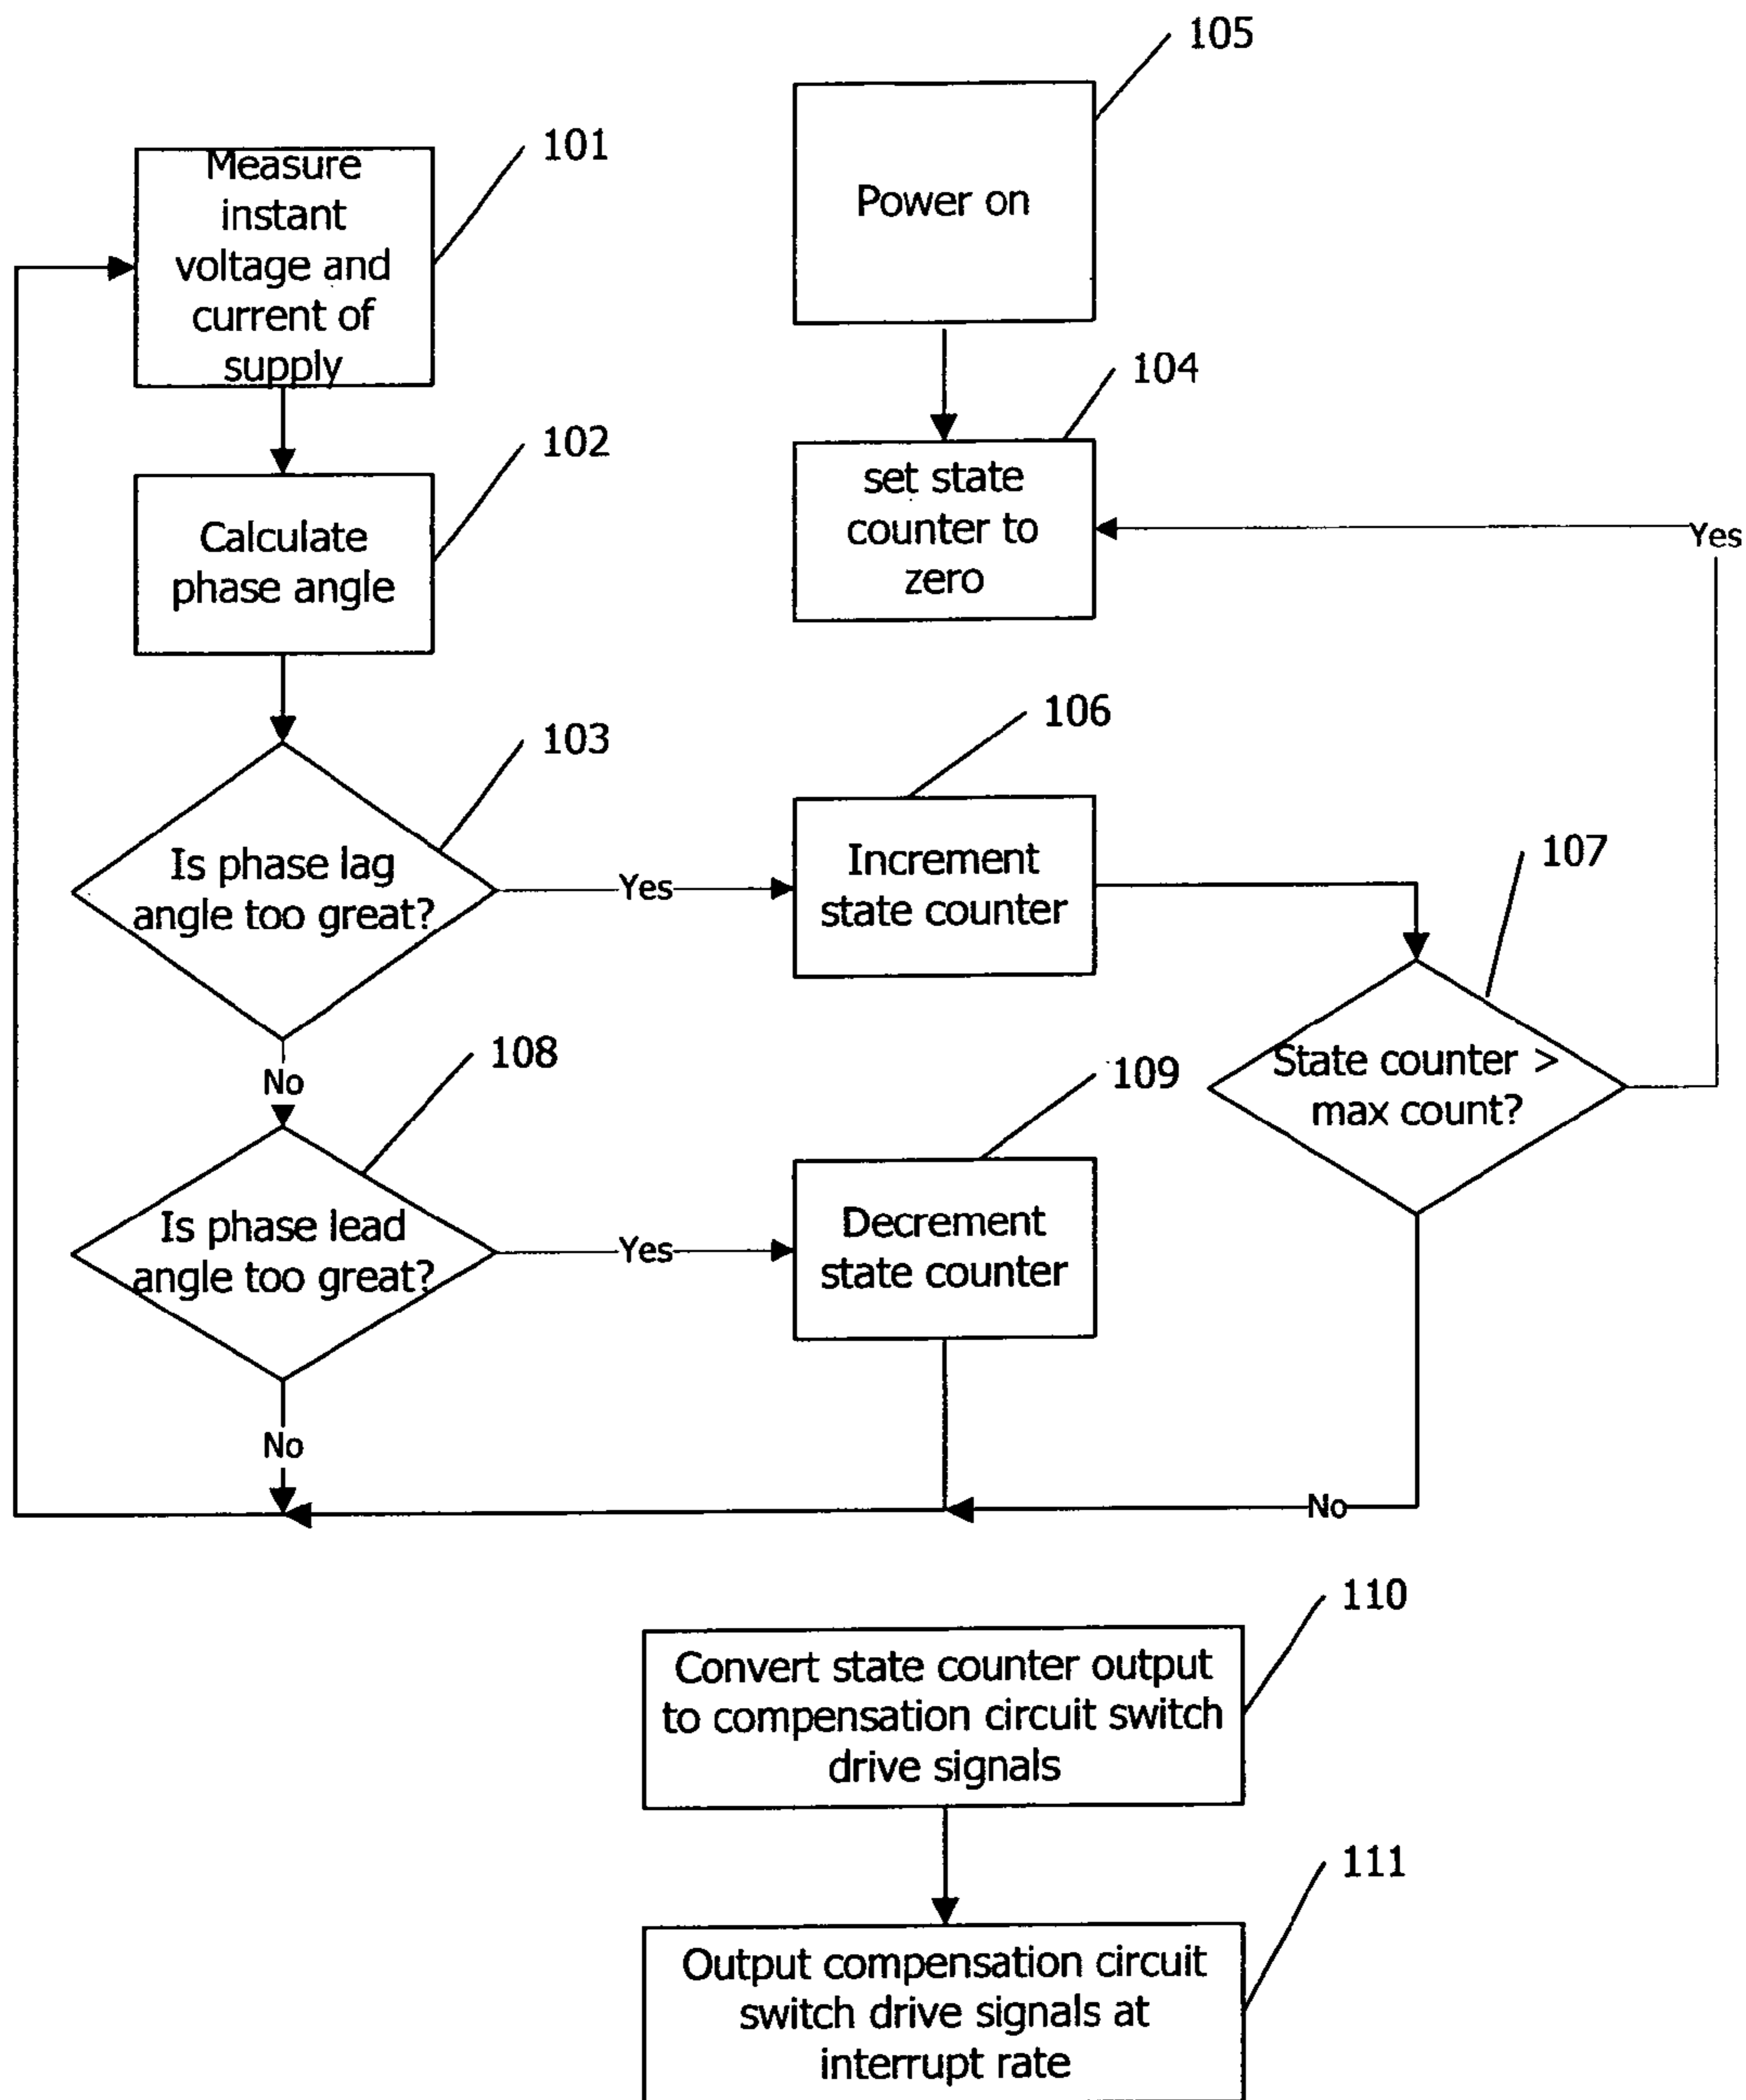 105
Power on
101
Measure
instant
voltage and
current of
supply
104
set state
counter to
zero
Yes
102
Calculate
phase angle
103
Is phase lag
angle too great?
Yes
106
Increment
state counter
107
State counter >
max count?
No
108
Is phase lead
angle too great?
Yes
109
Decrement
state counter
No
No
110
Convert state counter output
to compensation circuit switch
drive signals
111
Output compensation circuit
switch drive signals at
interrupt rate